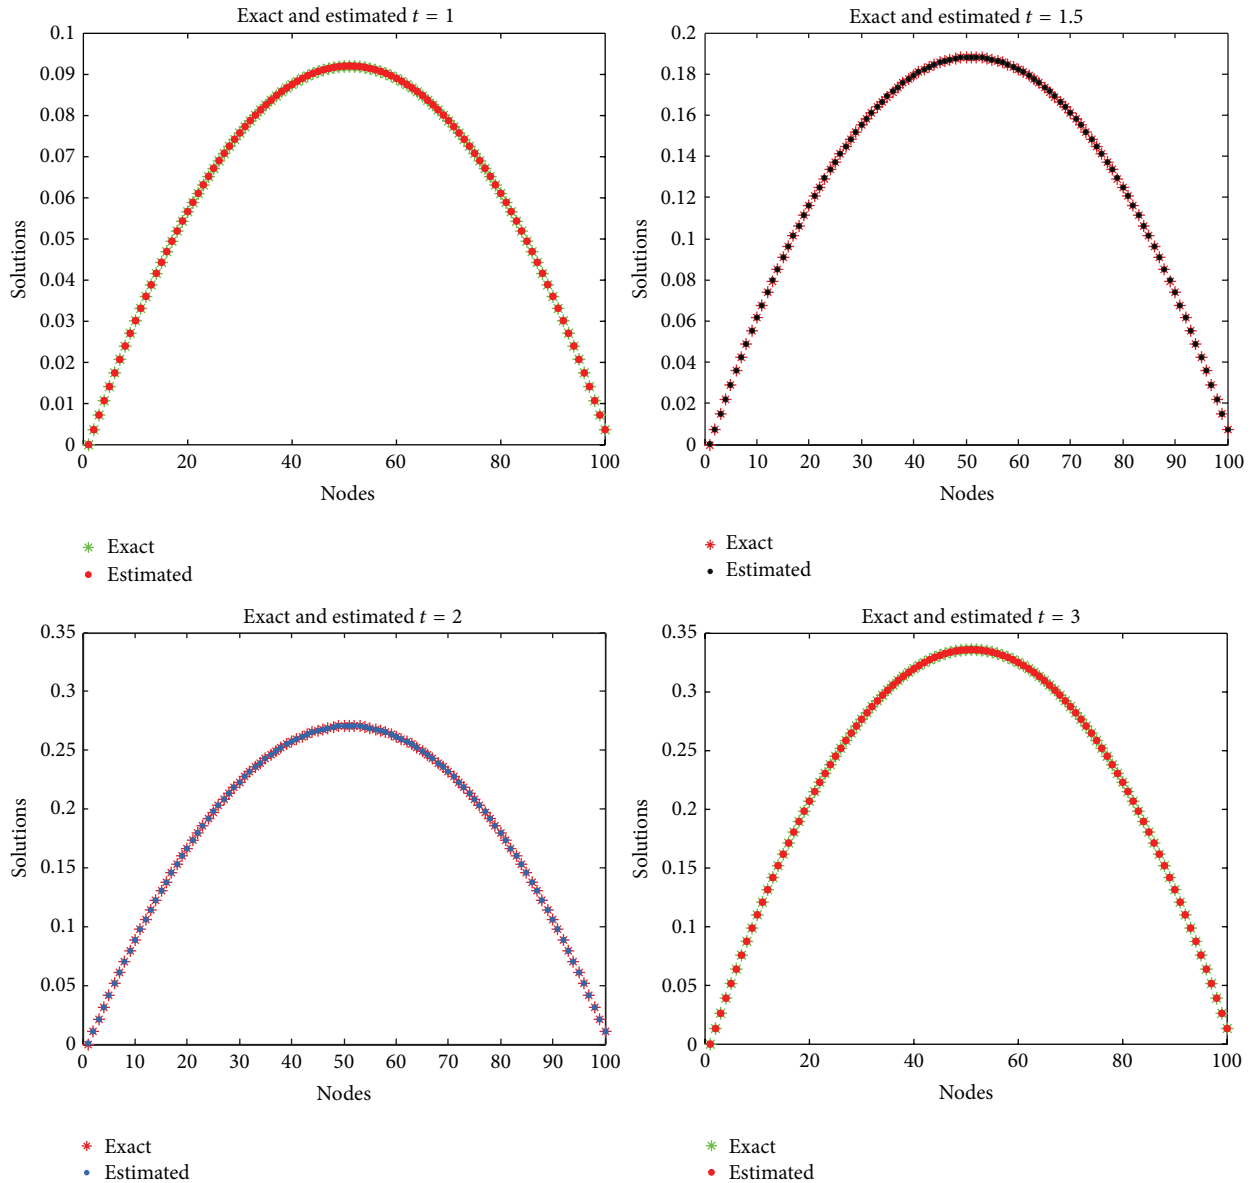 Exact and estimated t = 1
0.1
0.09
0.08
0.07
0.06
0.05
0.04
0.03
0.02
0.01
0
Solutions
0 20 40 60 80 100
Nodes
Exact
Estimated
Exact and estimated t = 1.5
0.2
0.18
0.16
0.14
0.12
0.1
0.08
0.06
0.04
0.02
0
Solutions
0 10 20 30 40 50 60 70 80 90 100
Nodes
Exact
Estimated
Exact and estimated t = 2
0.35
0.3
0.25
0.2
0.15
0.1
0.05
0
Solutions
0 10 20 30 40 50 60 70 80 90 100
Nodes
Exact
Estimated
Exact and estimated t = 3
0.35
0.3
0.25
0.2
0.15
0.1
0.05
0
Solutions
0 20 40 60 80 100
Nodes
Exact
Estimated